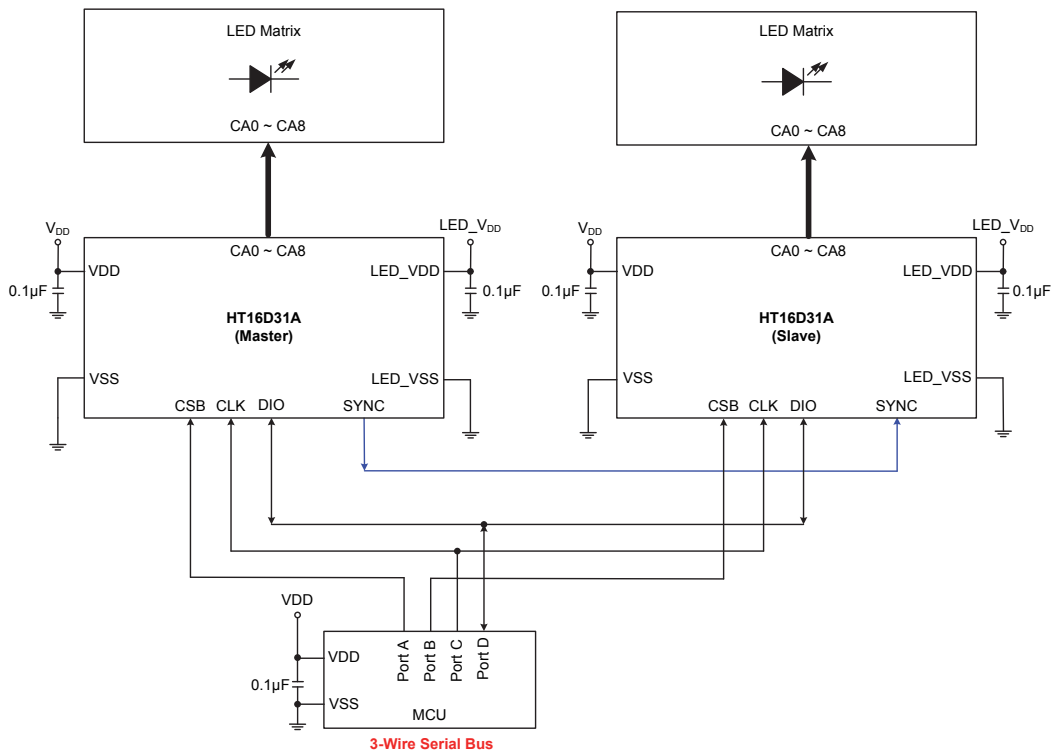 LED Matrix
CA0 ~ CA8
LED Matrix
CA0 ~ CA8
VDD
LED_VDD
CA0 ~ CA8
VDD
LED_VDD
0.1µF
0.1µF
HT16D31A
(Master)
VSS
LED_VSS
CSB
CLK
DIO
SYNC
VDD
LED_VDD
CA0 ~ CA8
VDD
LED_VDD
0.1µF
0.1µF
HT16D31A
(Slave)
VSS
LED_VSS
CSB
CLK
DIO
SYNC
VDD
Port A
Port B
Port C
Port D
VDD
0.1µF
VSS
MCU
3-Wire Serial Bus